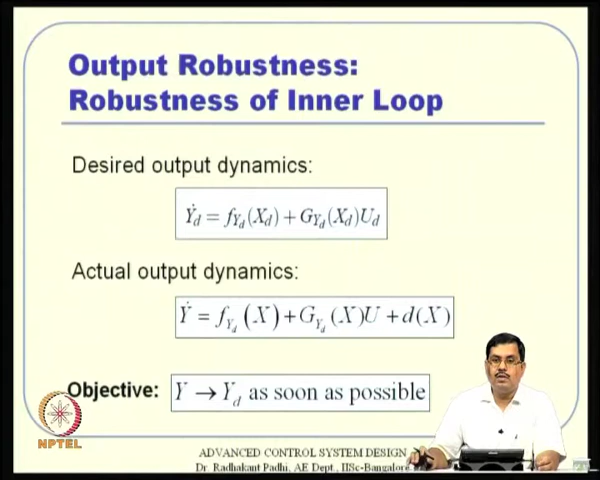 Output Robustness:
Robustness of Inner Loop
Desired output dynamics:
Ẏ_d = f_{Y_d}(X_d) + G_{Y_d}(X_d)U_d
Actual output dynamics:
Ẏ = f_{Y_d}(X) + G_{Y_d}(X)U + d(X)
Objective: Y → Y_d as soon as possible
NPTEL
ADVANCED CONTROL SYSTEM DESIGN
Dr. Radhakant Padhi, AE Dept., IISc-Bangalore